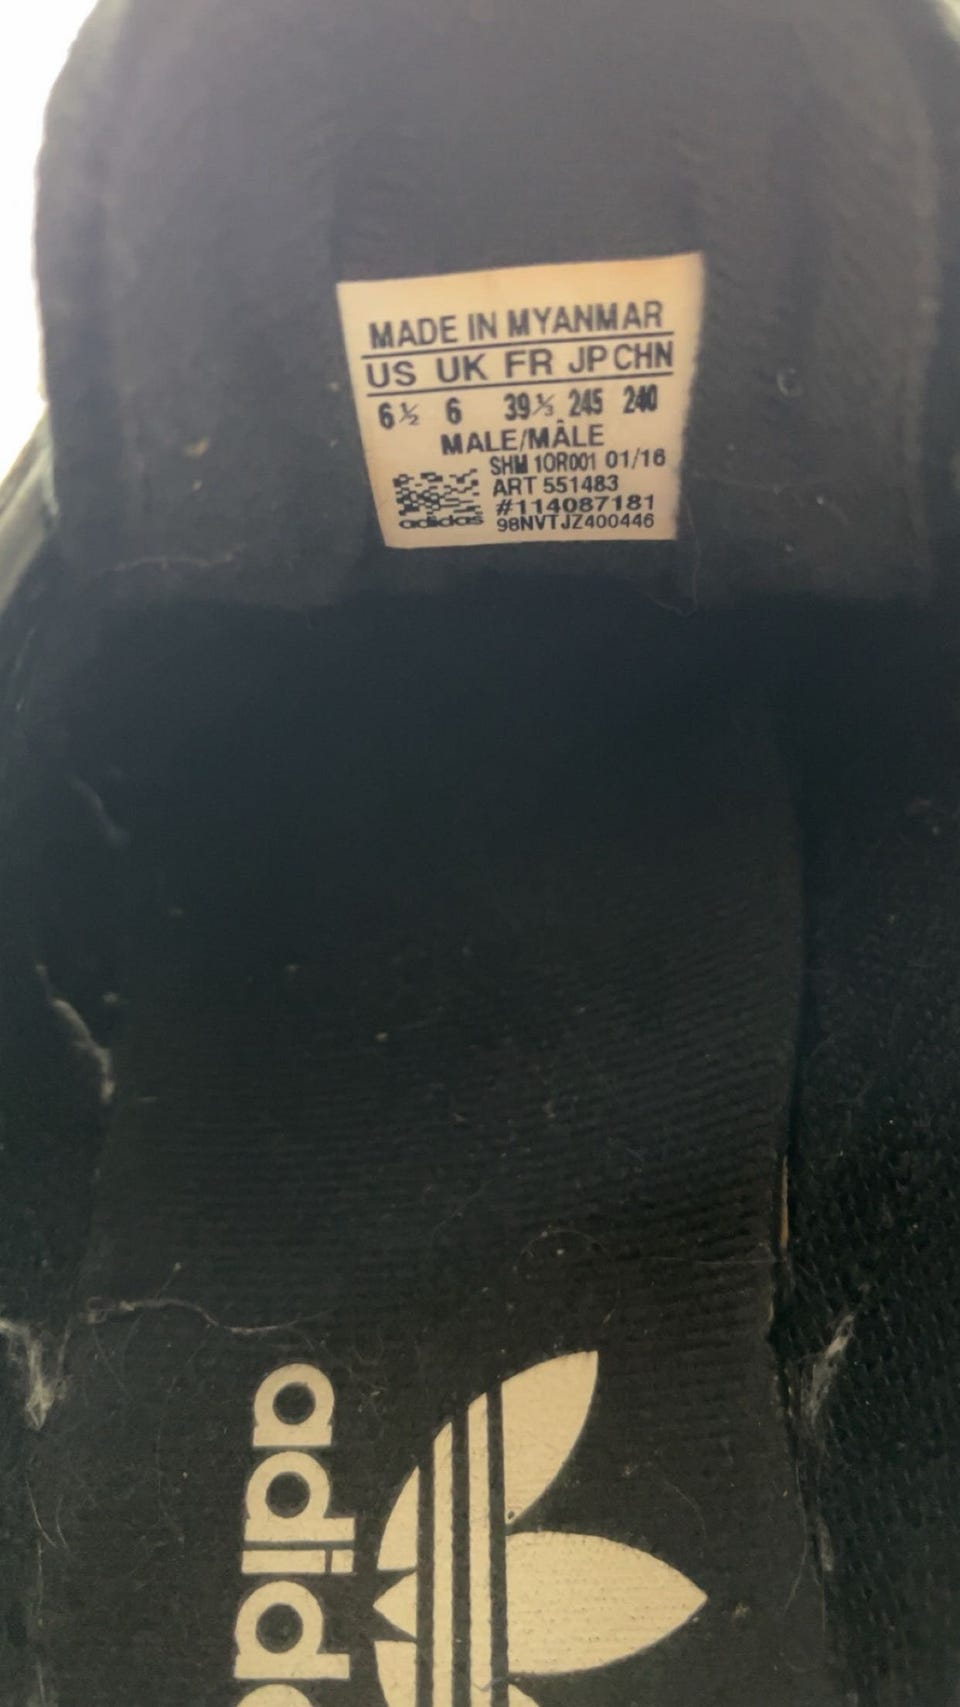 MADE IN MYANMAR
US UK FR JP CHN
6½ 6 39⅓ 245 240
MALE/MÂLE
SHM 10R001 01/16
ART 551483
#114087181
adidas 98NVTJZ400446
adidas